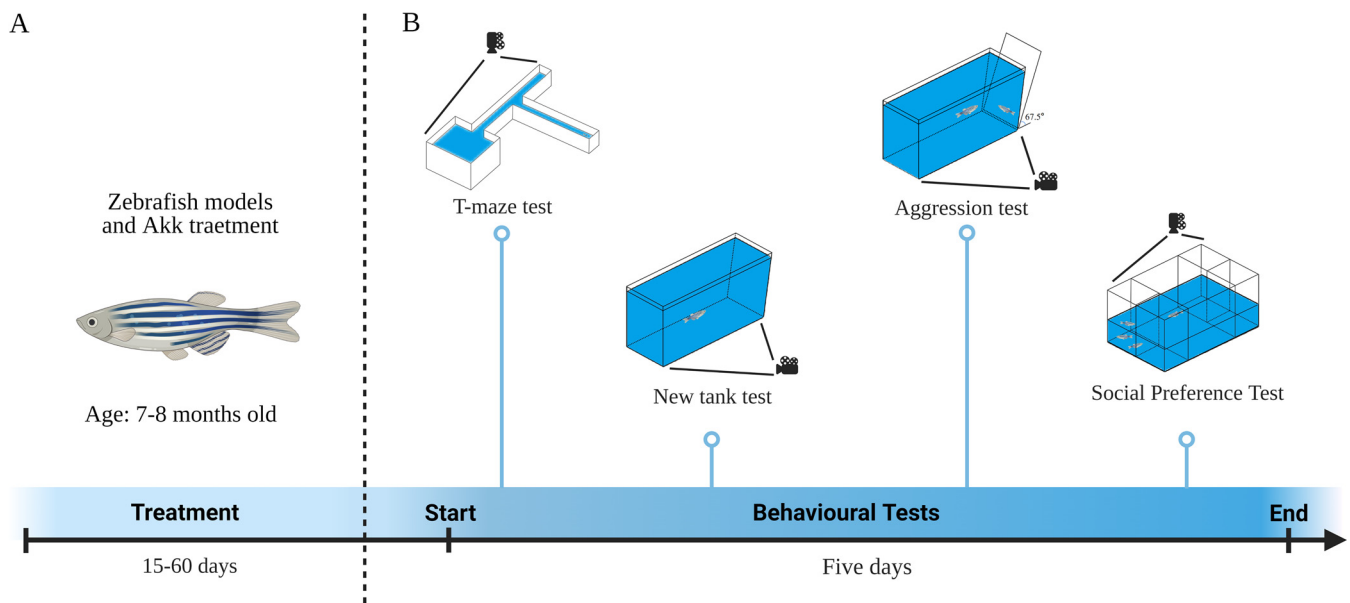 A
B
Zebrafish models
and Akk traetment
Age: 7-8 months old
T-maze test
New tank test
67.5°
Aggression test
Social Preference Test
Treatment
Start
Behavioural Tests
End
15-60 days
Five days